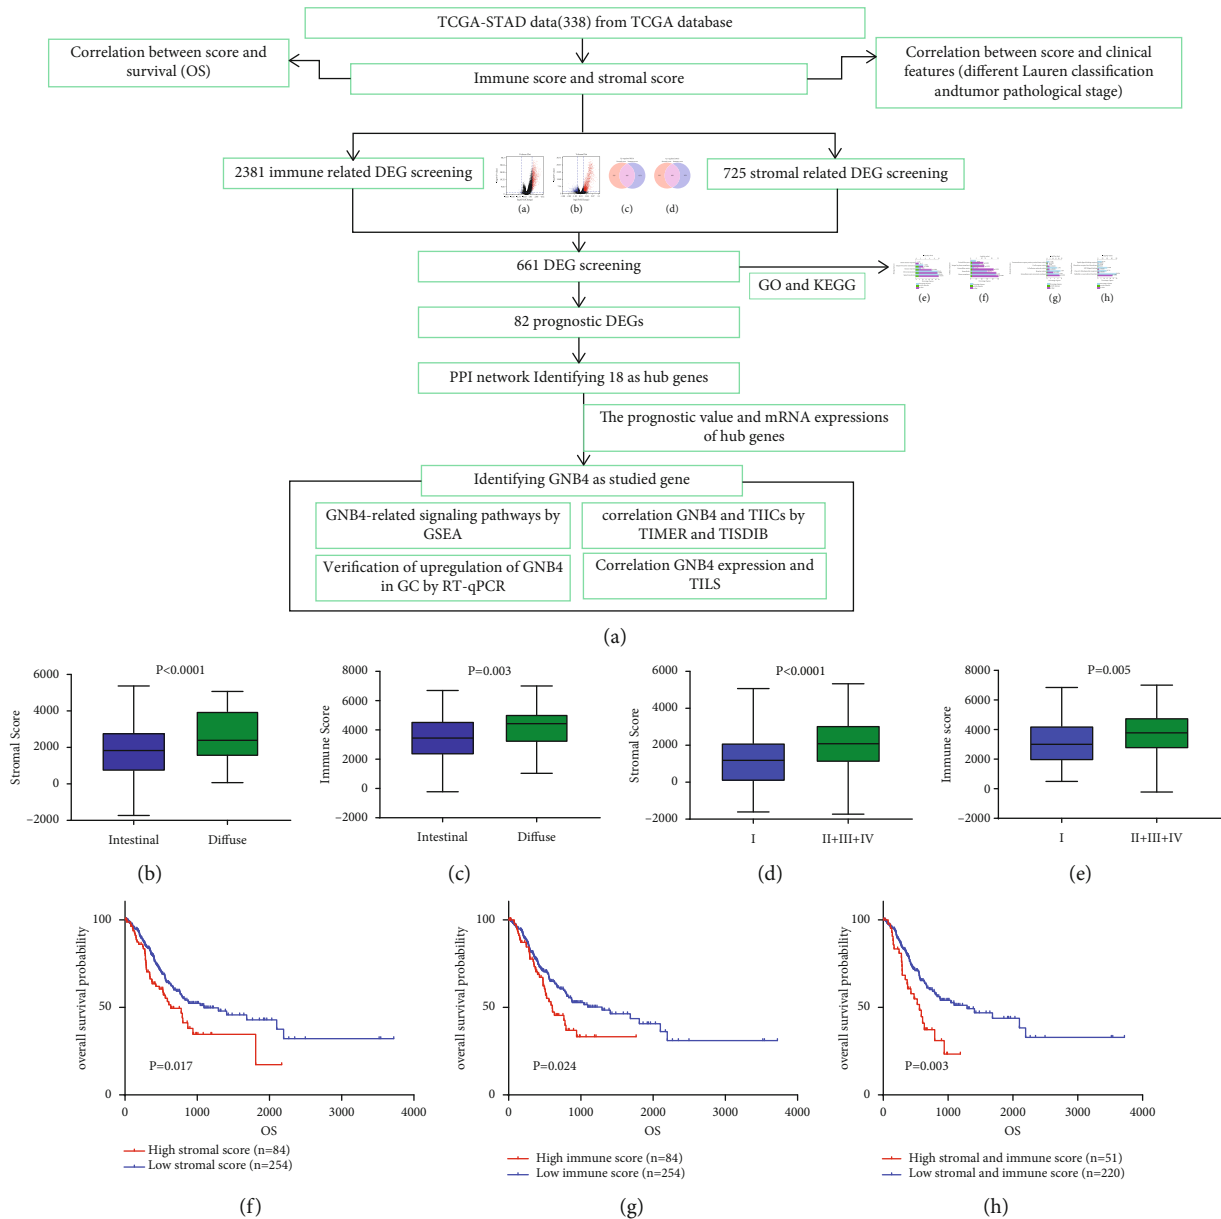 TCGA-STAD data(338) from TCGA database
Correlation between score and
survival (OS)
Immune score and stromal score
Correlation between score and clinical
features (different Lauren classification
andtumor pathological stage)
2381 immune related DEG screening
(a)
(b)
(c)
(d)
725 stromal related DEG screening
661 DEG screening
GO and KEGG
(e)
(f)
(g)
(h)
82 prognostic DEGs
PPI network Identifying 18 as hub genes
The prognostic value and mRNA expressions
of hub genes
Identifying GNB4 as studied gene
GNB4-related signaling pathways by
GSEA
correlation GNB4 and TIICs by
TIMER and TISDIB
Verification of upregulation of GNB4
in GC by RT-qPCR
Correlation GNB4 expression and
TILS
(a)
P<0.0001
Stromal Score
6000
4000
2000
0
−2000
Intestinal
Diffuse
(b)
P=0.003
Immune Score
8000
6000
4000
2000
0
−2000
Intestinal
Diffuse
(c)
P<0.0001
Stromal Score
6000
4000
2000
0
−2000
I
II+III+IV
(d)
P=0.005
Immune score
8000
6000
4000
2000
0
−2000
I
II+III+IV
(e)
overall survival probability
100
50
0
P=0.017
0
1000
2000
3000
4000
OS
High stromal score (n=84)
Low stromal score (n=254)
(f)
overall survival probability
100
50
0
P=0.024
0
1000
2000
3000
4000
OS
High immune score (n=84)
Low immune score (n=254)
(g)
overall survival probability
100
50
0
P=0.003
0
1000
2000
3000
4000
OS
High stromal and immune score (n=51)
Low stromal and immune score (n=220)
(h)